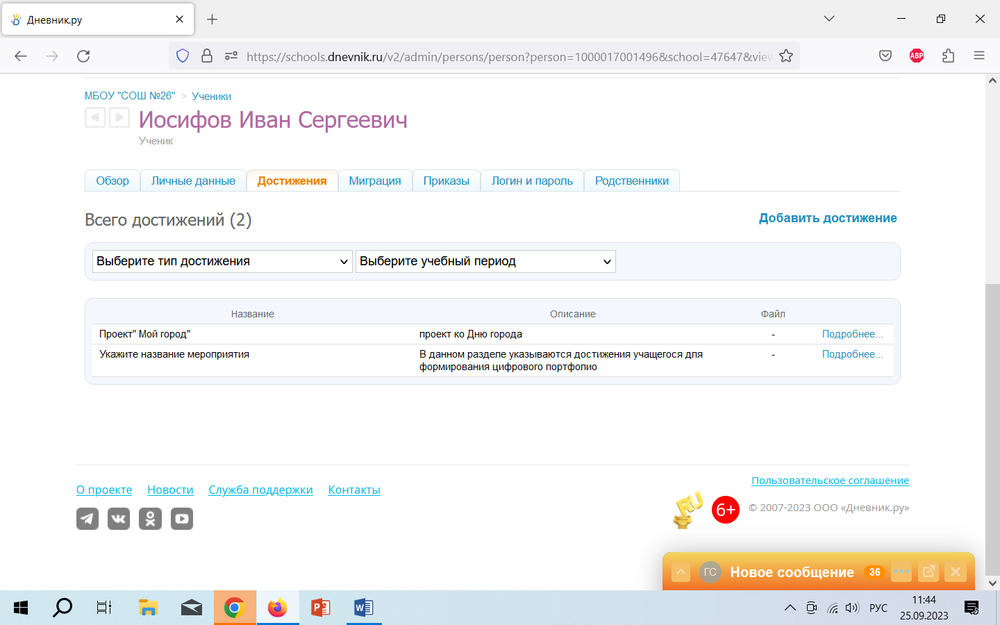 Дневник.ру
https://schools.dnevnik.ru/v2/admin/persons/person?person=1000017001496&school=47647&view
ABP
МБОУ "СОШ №26" > Ученики
Иосифов Иван Сергеевич
Ученик
Обзор Личные данные Достижения Миграция Приказы Логин и пароль Родственники
Всего достижений (2) Добавить достижение
Выберите тип достижения Выберите учебный период
Название Описание Файл
Проект" Мой город" проект ко Дню города - Подробнее...
Укажите название мероприятия В данном разделе указываются достижения учащегося для - Подробнее...
формирования цифрового портфолио
О проекте Новости Служба поддержки Контакты
Пользовательское соглашение
RU 6+ © 2007-2023 ООО «Дневник.ру»
ГС Новое сообщение 36
РУС 11:44
25.09.2023